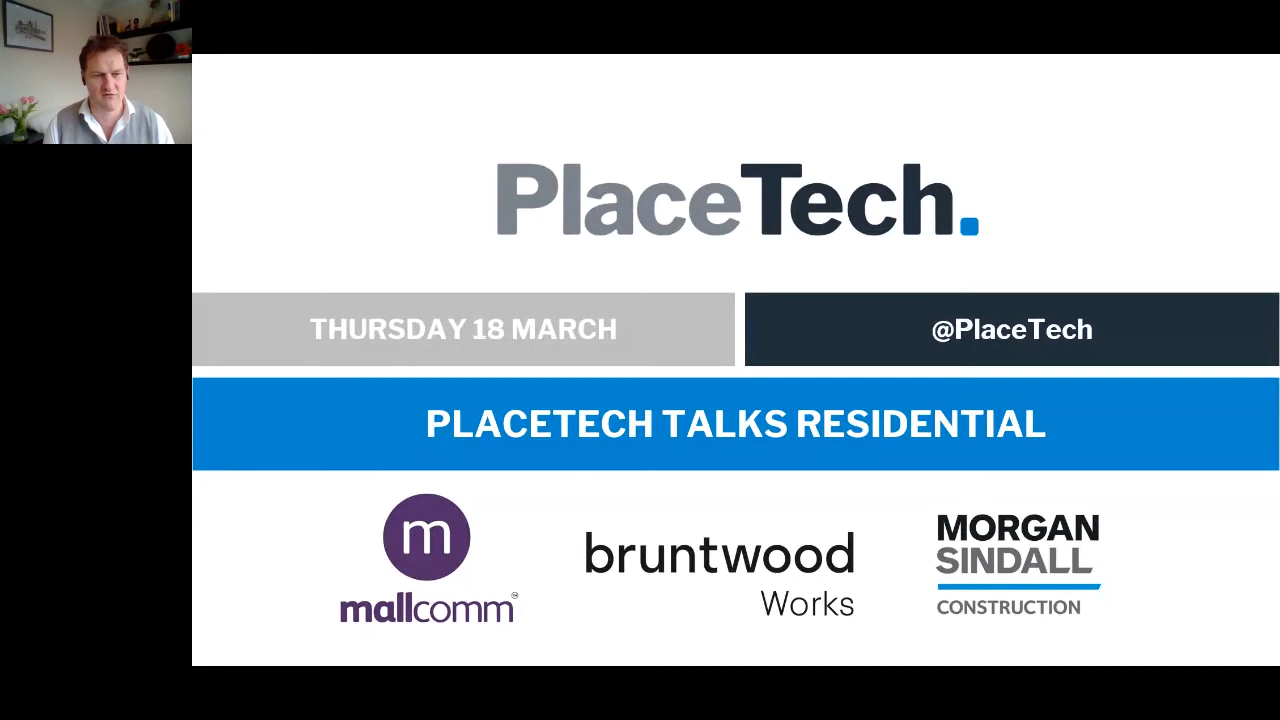 PlaceTech.
THURSDAY 18 MARCH
@PlaceTech
PLACETECH TALKS RESIDENTIAL
m
mallcomm
bruntwood
Works
MORGAN
SINDALL
CONSTRUCTION